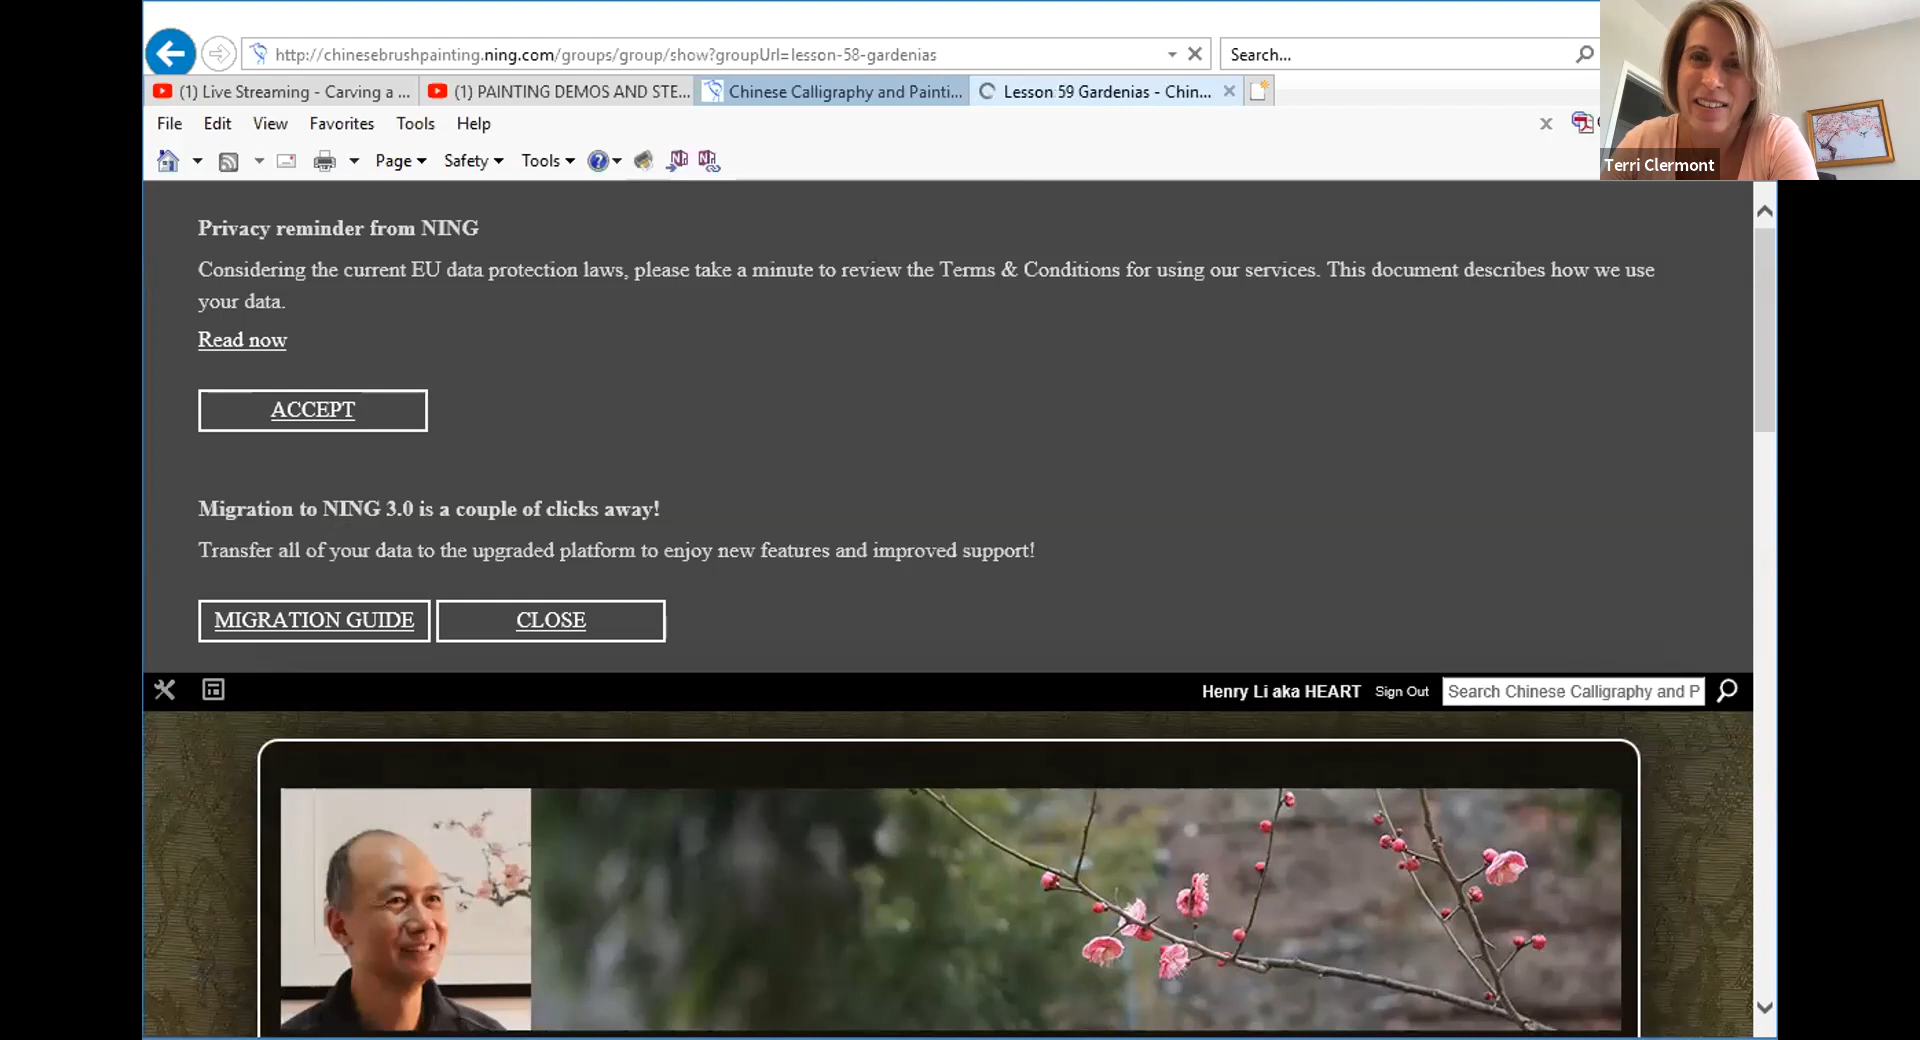 http://chinesebrushpainting.ning.com/groups/group/show?groupUrl=lesson-58-gardenias
Search...
(1) Live Streaming - Carving a ...
(1) PAINTING DEMOS AND STE...
Chinese Calligraphy and Painti...
Lesson 59 Gardenias - Chin...
File Edit View Favorites Tools Help
Terri Clermont
Page Safety Tools
Privacy reminder from NING
Considering the current EU data protection laws, please take a minute to review the Terms & Conditions for using our services. This document describes how we use
your data.
Read now
ACCEPT
Migration to NING 3.0 is a couple of clicks away!
Transfer all of your data to the upgraded platform to enjoy new features and improved support!
MIGRATION GUIDE CLOSE
Henry Li aka HEART Sign Out Search Chinese Calligraphy and P